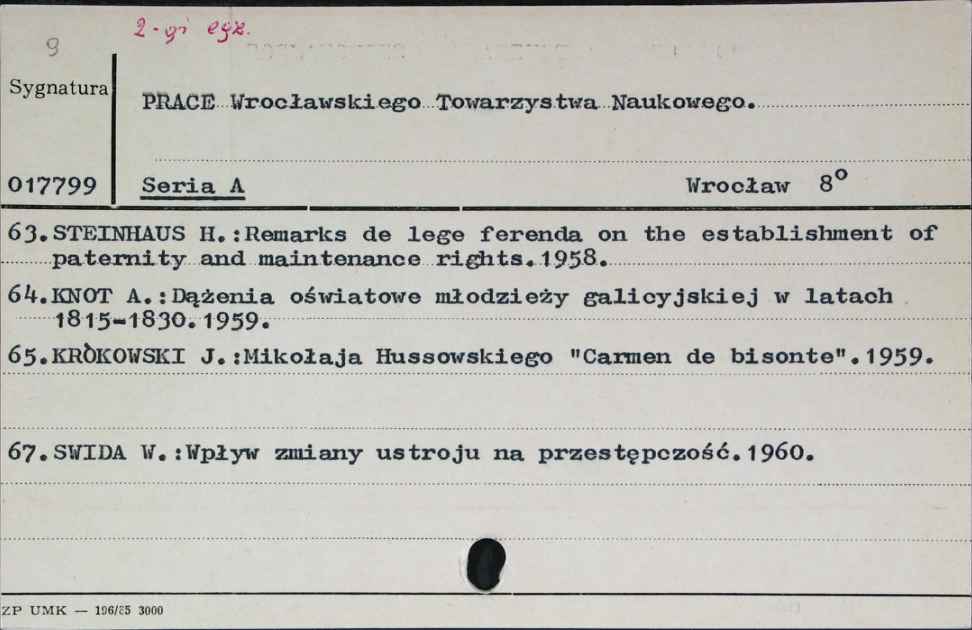 9 2-gi egz.
Sygnatura
PRACE Wrocławskiego Towarzystwa Naukowego.
017799 Seria A Wrocław 8°
63.STEINHAUS H.:Remarks de lege ferenda on the establishment of
paternity and maintenance rights.1958.
64.KNOT A.:Dążenia oświatowe młodzieży galicyjskiej w latach
1815-1830.1959.
65.KRÒKOWSKI J.:Mikołaja Hussowskiego "Carmen de bisonte".1959.
67.SWIDA W.:Wpływ zmiany ustroju na przestępczość.1960.
ZP UMK — 196/85 3000